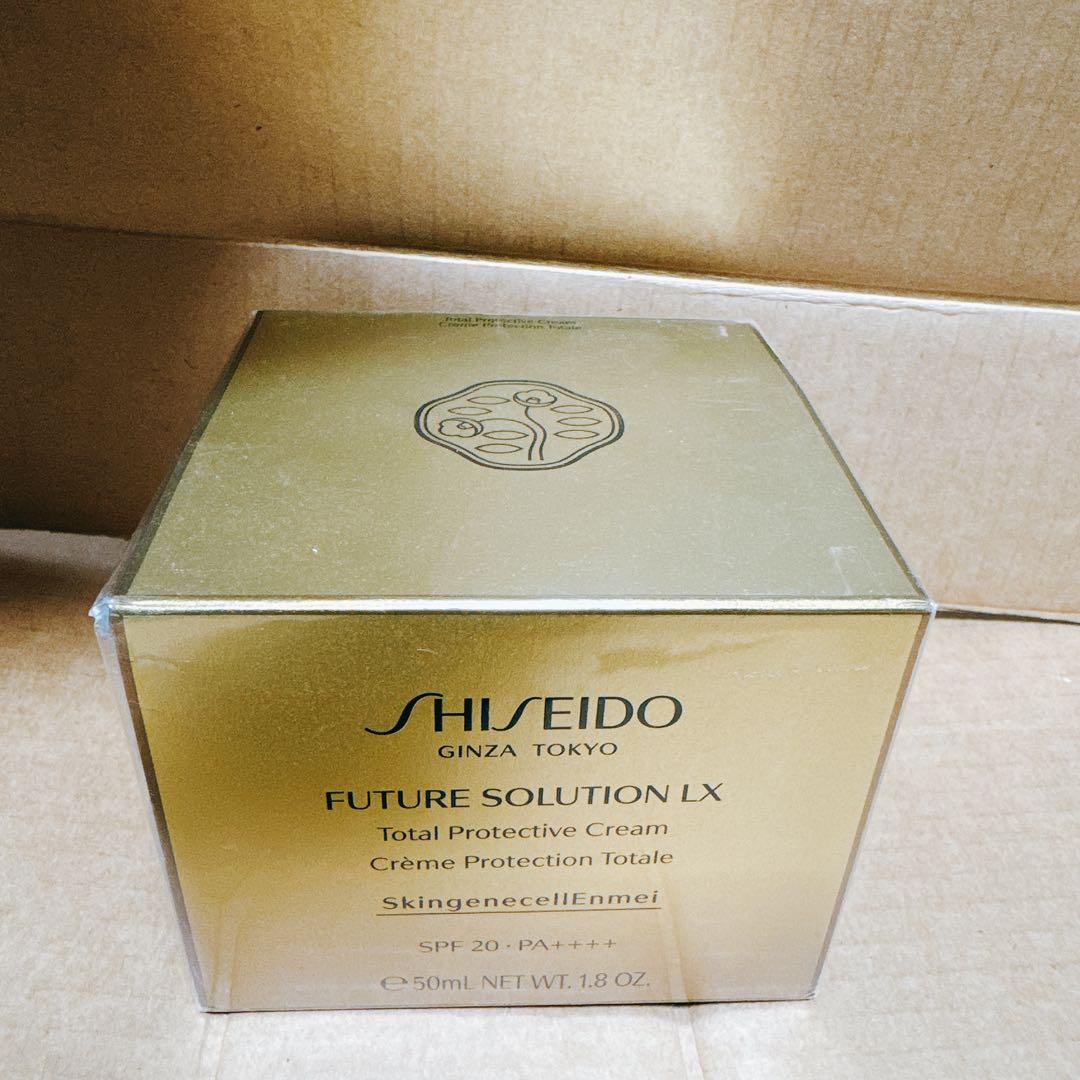 Total Protective Cream
Crème Protection Totale
SHISEIDO
GINZA TOKYO
FUTURE SOLUTION LX
Total Protective Cream
Crème Protection Totale
SkingenecellEnmei
SPF 20 · PA++++
℮ 50mL NET WT. 1.8 OZ.